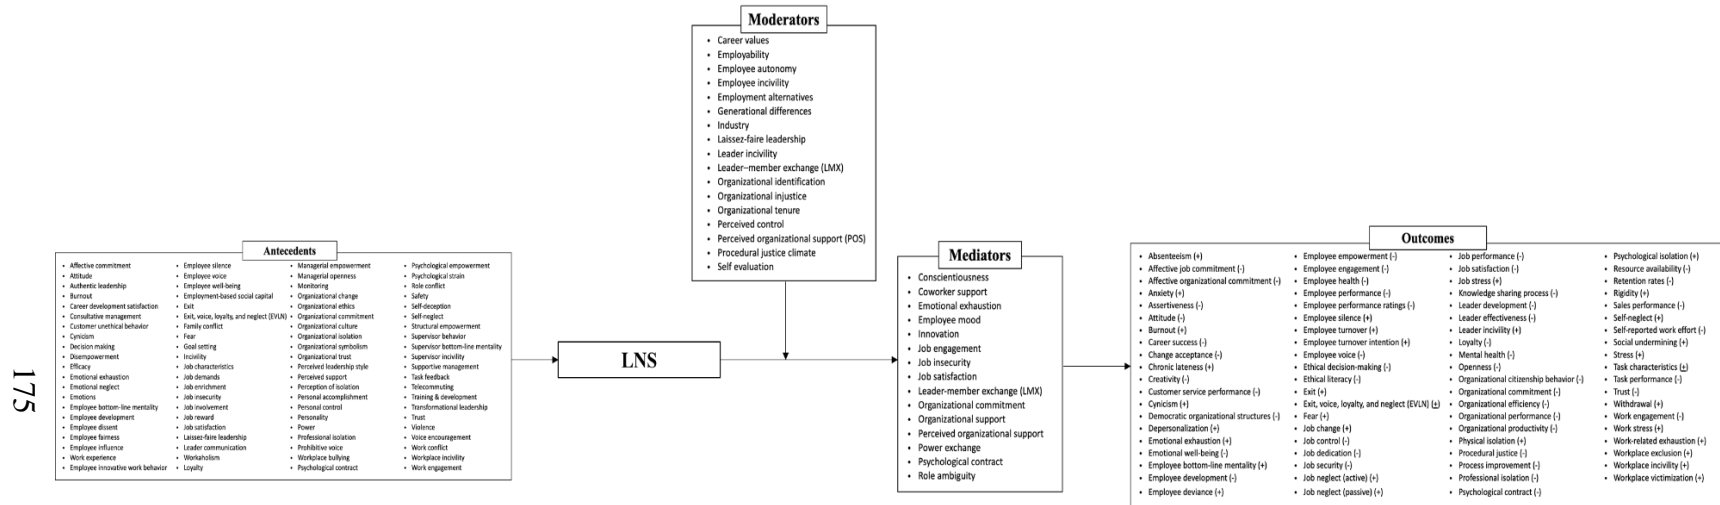 Moderators
• Career values
• Employability
• Employee autonomy
• Employee incivility
• Employment alternatives
• Generational differences
• Industry
• Laissez-faire leadership
• Leader incivility
• Leader–member exchange (LMX)
• Organizational identification
• Organizational injustice
• Organizational tenure
• Perceived control
• Perceived organizational support (POS)
• Procedural justice climate
• Self evaluation
Antecedents
• Affective commitment
• Attitude
• Authentic leadership
• Burnout
• Career development satisfaction
• Consultative management
• Customer unethical behavior
• Cynicism
• Decision making
• Disempowerment
• Efficacy
• Emotional exhaustion
• Emotional neglect
• Emotions
• Employee bottom-line mentality
• Employee development
• Employee dissent
• Employee fairness
• Employee influence
• Work experience
• Employee innovative work behavior
• Employee silence
• Employee voice
• Employee well-being
• Employment-based social capital
• Exit
• Exit, voice, loyalty, and neglect (EVLN)
• Family conflict
• Fear
• Goal setting
• Incivility
• Job characteristics
• Job demands
• Job enrichment
• Job insecurity
• Job involvement
• Job reward
• Job satisfaction
• Laissez-faire leadership
• Leader communication
• Workaholism
• Loyalty
• Managerial empowerment
• Managerial openness
• Monitoring
• Organizational change
• Organizational ethics
• Organizational commitment
• Organizational culture
• Organizational isolation
• Organizational symbolism
• Organizational trust
• Perceived leadership style
• Perceived support
• Perception of isolation
• Personal accomplishment
• Personal control
• Personality
• Power
• Professional isolation
• Prohibitive voice
• Workplace bullying
• Psychological contract
• Psychological empowerment
• Psychological strain
• Role conflict
• Safety
• Self-deception
• Self-neglect
• Structural empowerment
• Supervisor behavior
• Supervisor bottom-line mentality
• Supervisor incivility
• Supportive management
• Task feedback
• Telecommuting
• Training & development
• Transformational leadership
• Trust
• Violence
• Voice encouragement
• Work conflict
• Workplace incivility
• Work engagement
LNS
Mediators
• Conscientiousness
• Coworker support
• Emotional exhaustion
• Employee mood
• Innovation
• Job engagement
• Job insecurity
• Job satisfaction
• Leader-member exchange (LMX)
• Organizational commitment
• Organizational support
• Perceived organizational support
• Power exchange
• Psychological contract
• Role ambiguity
Outcomes
• Absenteeism (+)
• Affective job commitment (-)
• Affective organizational commitment (-)
• Anxiety (+)
• Assertiveness (-)
• Attitude (-)
• Burnout (+)
• Career success (-)
• Change acceptance (-)
• Chronic lateness (+)
• Creativity (-)
• Customer service performance (-)
• Cynicism (+)
• Democratic organizational structures (-)
• Depersonalization (+)
• Emotional exhaustion (+)
• Emotional well-being (-)
• Employee bottom-line mentality (+)
• Employee development (-)
• Employee deviance (+)
• Employee empowerment (-)
• Employee engagement (-)
• Employee health (-)
• Employee performance (-)
• Employee performance ratings (-)
• Employee silence (+)
• Employee turnover (+)
• Employee turnover intention (+)
• Employee voice (-)
• Ethical decision-making (-)
• Ethical literacy (-)
• Exit (+)
• Exit, voice, loyalty, and neglect (EVLN) (±)
• Fear (+)
• Job change (+)
• Job control (-)
• Job dedication (-)
• Job security (-)
• Job neglect (active) (+)
• Job neglect (passive) (+)
• Job performance (-)
• Job satisfaction (-)
• Job stress (+)
• Knowledge sharing process (-)
• Leader development (-)
• Leader effectiveness (-)
• Leader incivility (+)
• Loyalty (-)
• Mental health (-)
• Openness (-)
• Organizational citizenship behavior (-)
• Organizational commitment (-)
• Organizational efficiency (-)
• Organizational performance (-)
• Organizational productivity (-)
• Physical isolation (+)
• Procedural justice (-)
• Process improvement (-)
• Professional isolation (-)
• Psychological contract (-)
• Psychological isolation (+)
• Resource availability (-)
• Retention rates (-)
• Rigidity (+)
• Sales performance (-)
• Self-neglect (+)
• Self-reported work effort (-)
• Social undermining (+)
• Stress (+)
• Task characteristics (±)
• Task performance (-)
• Trust (-)
• Withdrawal (+)
• Work engagement (-)
• Work stress (+)
• Work-related exhaustion (+)
• Workplace exclusion (+)
• Workplace incivility (+)
• Workplace victimization (+)
175